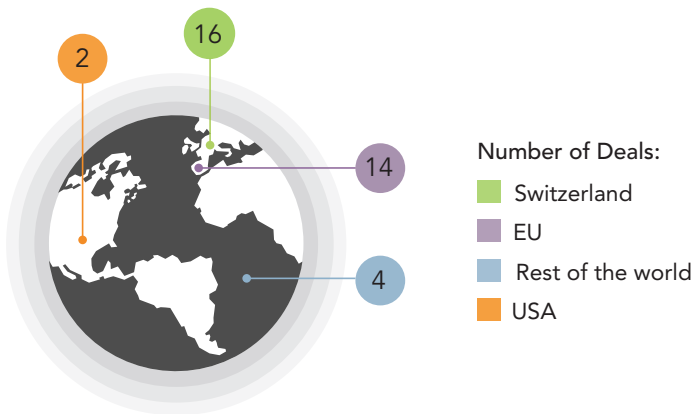 16
2
14
4
Number of Deals:
Switzerland
EU
Rest of the world
USA